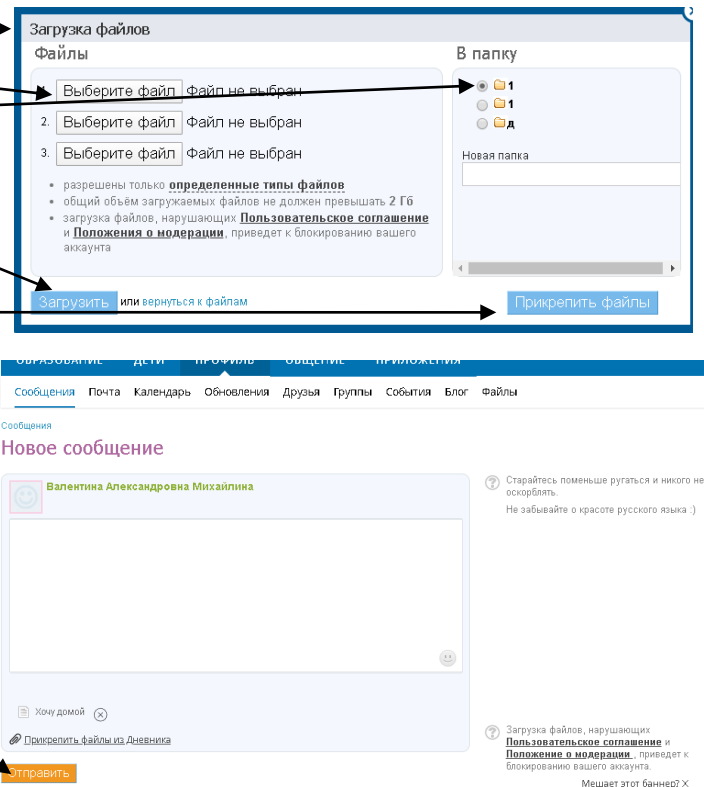 Загрузка файлов
Файлы
В папку
Выберите файл Файл не выбран
2. Выберите файл Файл не выбран
3. Выберите файл Файл не выбран
• разрешены только определенные типы файлов
• общий объём загружаемых файлов не должен превышать 2 Гб
• загрузка файлов, нарушающих Пользовательское соглашение
и Положения о модерации, приведет к блокированию вашего
аккаунта
1
1
д
Новая папка
Загрузить или вернуться к файлам
Прикрепить файлы
ОБРАЗОВАНИЕ ДЕТИ ПРОФИЛЬ ОБЩЕНИЕ ПРИЛОЖЕНИЯ
Сообщения Почта Календарь Обновления Друзья Группы События Блог Файлы
Сообщения
Новое сообщение
Валентина Александровна Михайлина
Старайтесь поменьше ругаться и никого не
оскорблять.
Не забывайте о красоте русского языка :)
Хочу домой
Прикрепить файлы из Дневника
Загрузка файлов, нарушающих
Пользовательское соглашение и
Положение о модерации , приведет к
блокированию вашего аккаунта.
Отправить
Мешает этот баннер? X